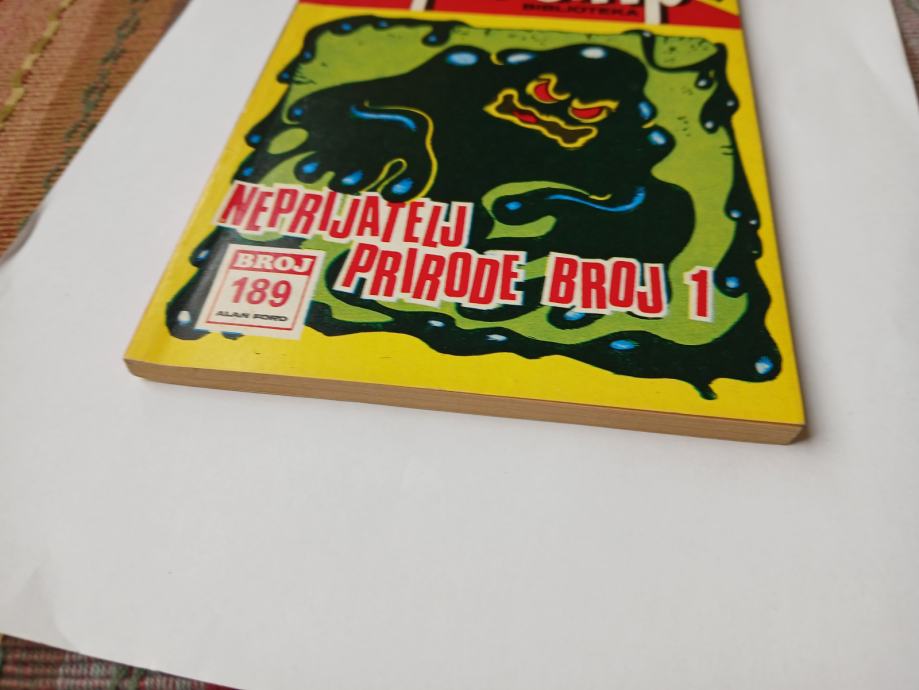 BIBLIOTEKA
NEPRIJATELJ
PRIRODE BROJ 1
BROJ
189
ALAN FORD